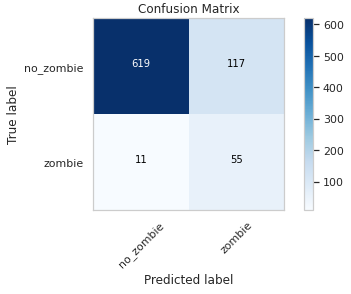 Confusion Matrix
True label
no_zombie
zombie
619
117
11
55
no_zombie
zombie
Predicted label
600
500
400
300
200
100